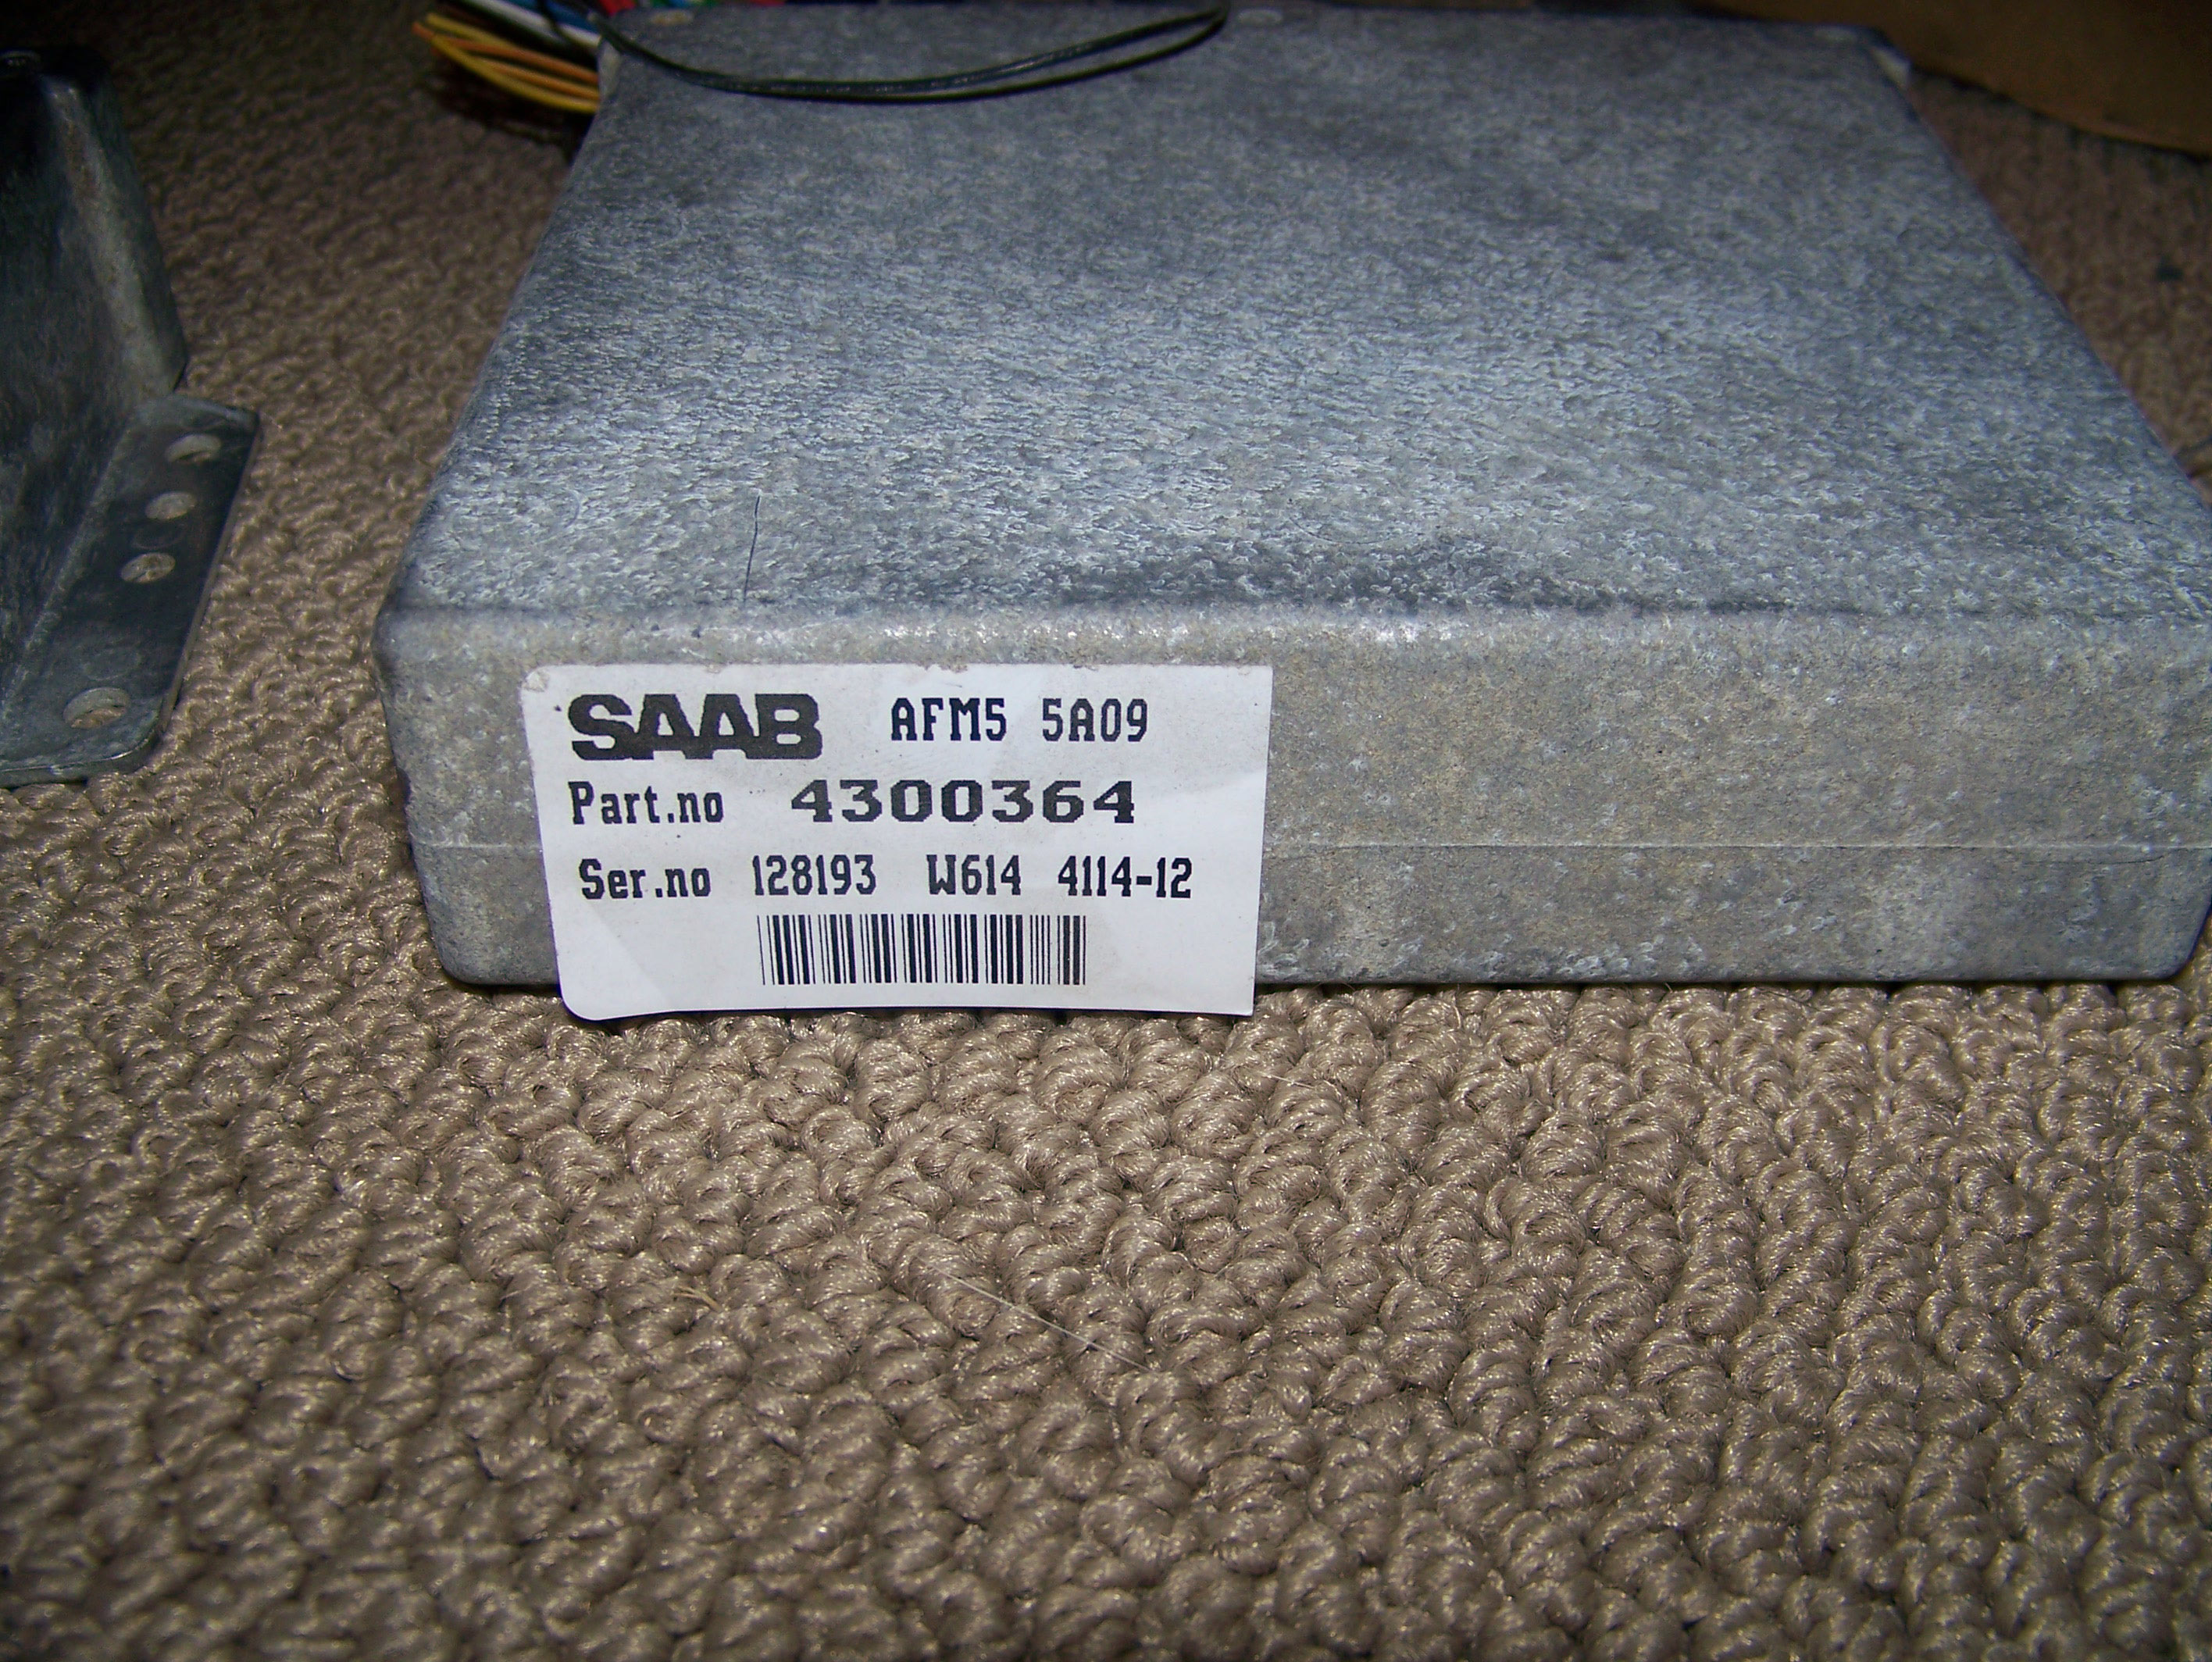 SAAB AFM5 5A09
Part.no 4300364
Ser.no 128193 W614 4114-12